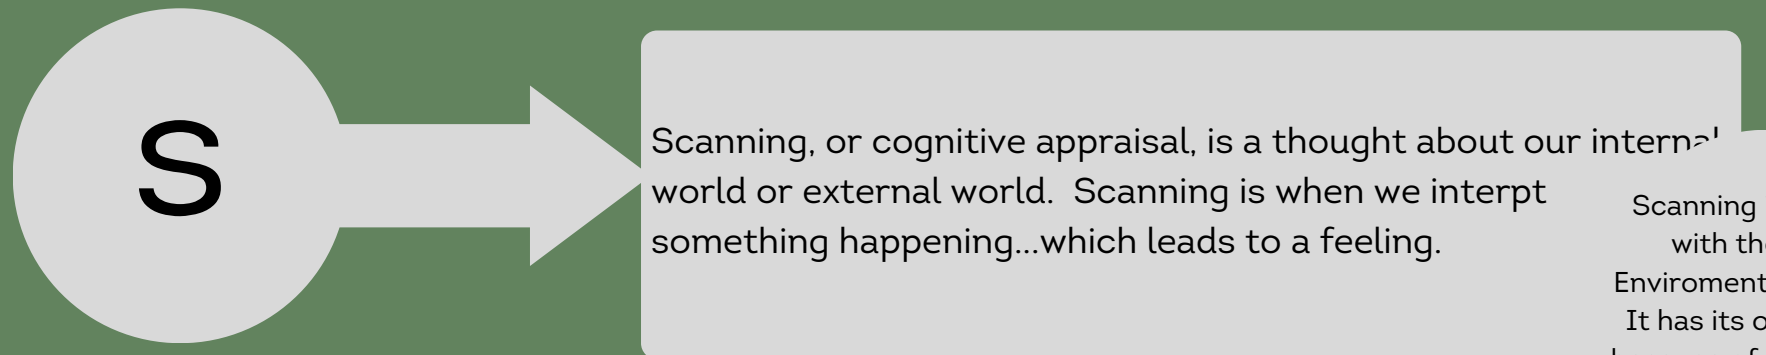 S
Scanning, or cognitive appraisal, is a thought about our internal
world or external world.  Scanning is when we interpt
something happening...which leads to a feeling.
Scanning
with
Enviroment
It has its